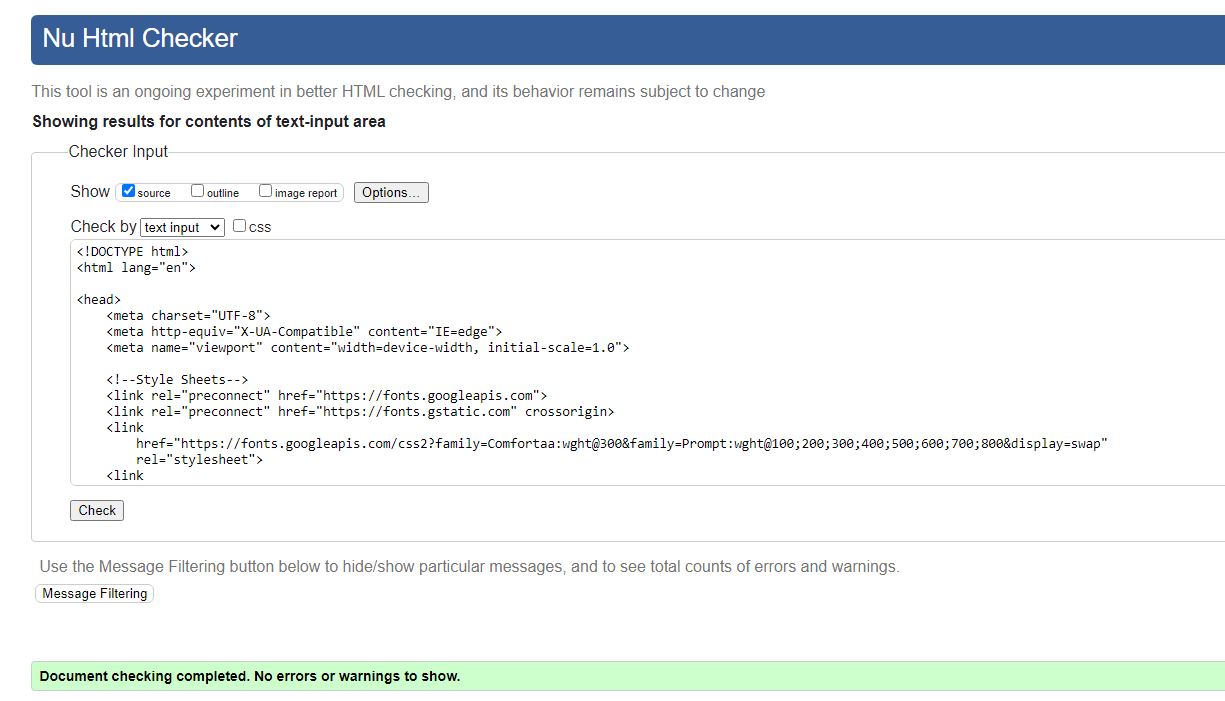 Nu Html Checker
This tool is an ongoing experiment in better HTML checking, and its behavior remains subject to change
Showing results for contents of text-input area
Checker Input
Show source outline image report Options...
Check by text input css
<!DOCTYPE html>
<html lang="en">
<head>
<meta charset="UTF-8">
<meta http-equiv="X-UA-Compatible" content="IE=edge">
<meta name="viewport" content="width=device-width, initial-scale=1.0">
<!--Style Sheets-->
<link rel="preconnect" href="https://fonts.googleapis.com">
<link rel="preconnect" href="https://fonts.gstatic.com" crossorigin>
<link
href="https://fonts.googleapis.com/css2?family=Comfortaa:wght@300&family=Prompt:wght@100;200;300;400;500;600;700;800&display=swap"
rel="stylesheet">
<link
Check
Use the Message Filtering button below to hide/show particular messages, and to see total counts of errors and warnings.
Message Filtering
Document checking completed. No errors or warnings to show.